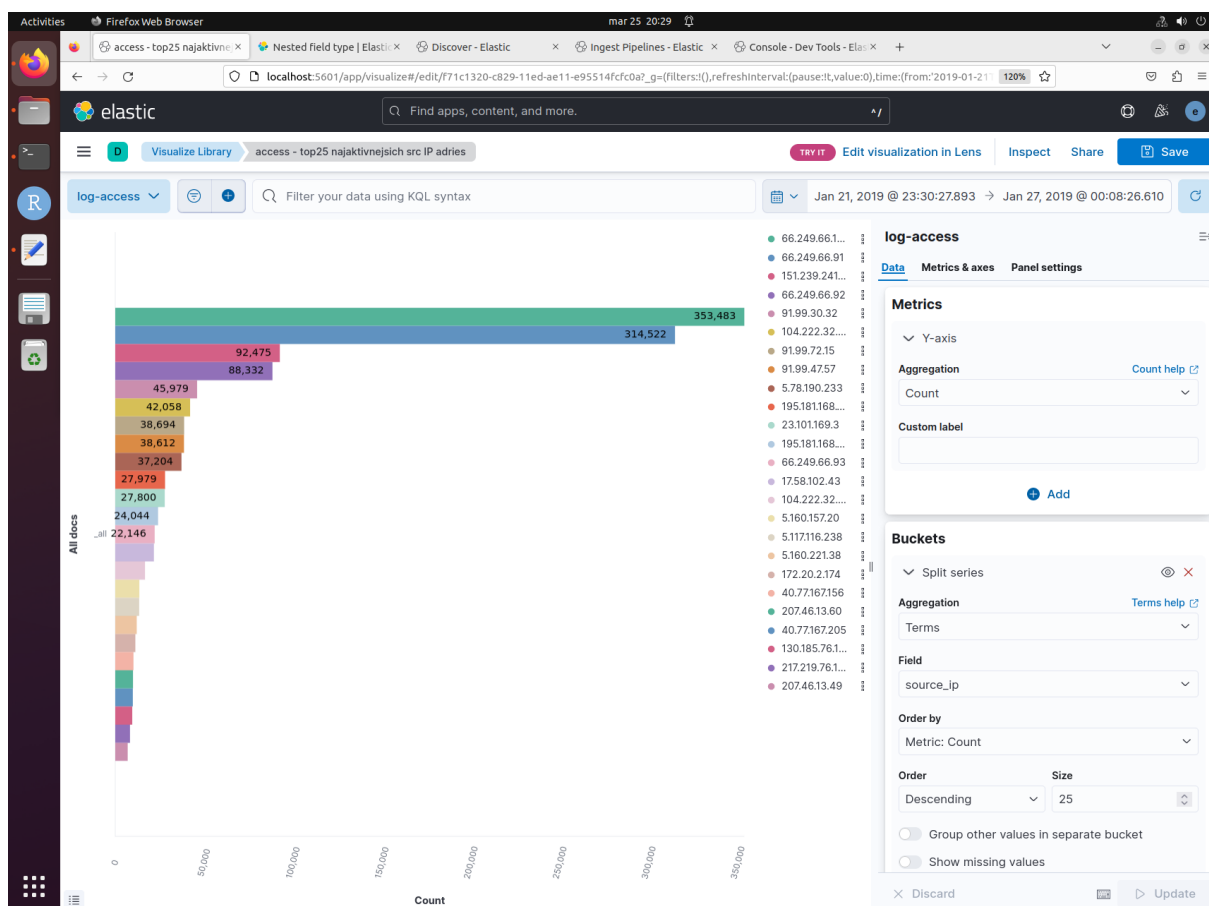 Activities Firefox Web Browser mar 25 20:29
access - top25 najaktivnej Nested field type | Elastic Discover - Elastic Ingest Pipelines - Elastic Console - Dev Tools - Elas
localhost:5601/app/visualize#/edit/f71c1320-c829-11ed-ae11-e95514fcfc0a?_g=(filters:!(),refreshInterval:(pause:!t,value:0),time:(from:'2019-01-21 120%
elastic Find apps, content, and more. ^/ e
D Visualize Library access - top25 najaktivnejsich src IP adries TRY IT Edit visualization in Lens Inspect Share Save
log-access Filter your data using KQL syntax Jan 21, 2019 @ 23:30:27.893 → Jan 27, 2019 @ 00:08:26.610
353,483
314,522
92,475
88,332
45,979
42,058
38,694
38,612
37,204
27,979
27,800
24,044
_all 22,146
All docs
0 50,000 100,000 150,000 200,000 250,000 300,000 350,000
Count
66.249.66.1...
66.249.66.91
151.239.241...
66.249.66.92
91.99.30.32
104.222.32....
91.99.72.15
91.99.47.57
5.78.190.233
195.181.168....
23.101.169.3
195.181.168....
66.249.66.93
17.58.102.43
104.222.32....
5.160.157.20
5.117.116.238
5.160.221.38
172.20.2.174
40.77.167.156
207.46.13.60
40.77.167.205
130.185.76.1...
217.219.76.1...
207.46.13.49
log-access
Data Metrics & axes Panel settings
Metrics
Y-axis
Aggregation Count help
Count
Custom label
Add
Buckets
Split series
Aggregation Terms help
Terms
Field
source_ip
Order by
Metric: Count
Order Size
Descending 25
Group other values in separate bucket
Show missing values
Discard Update